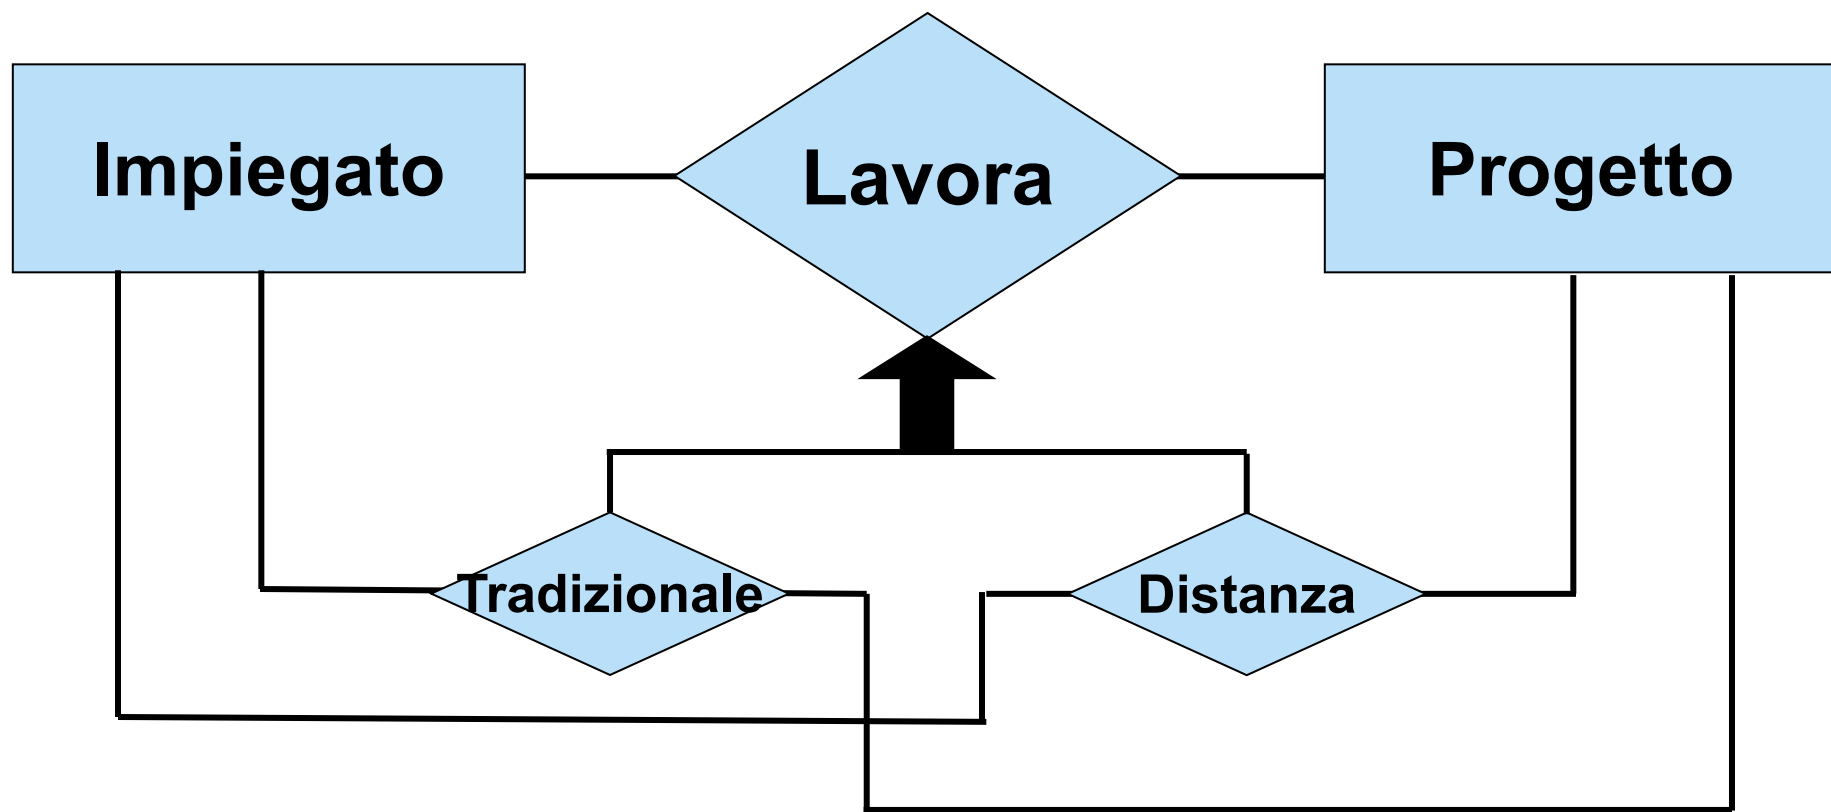 Impiegato
Lavora
Progetto
Tradizionale
Distanza